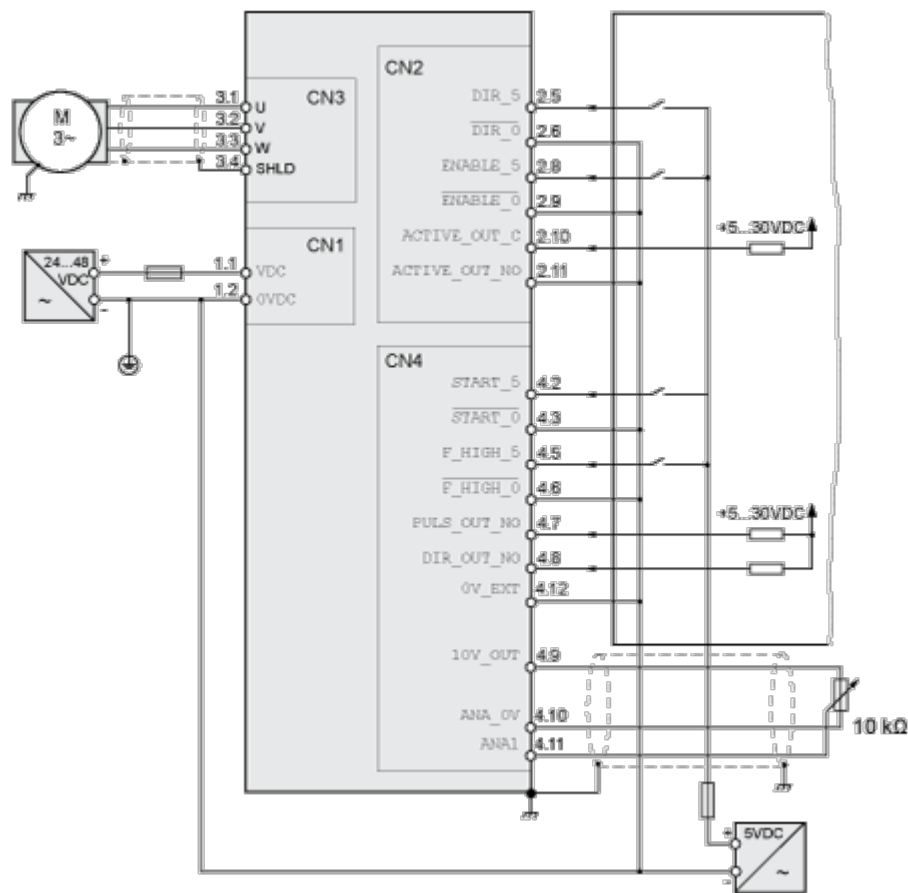 CN2
CN3
DIR_5 2.5
DIR_0 2.6
ENABLE_5 2.8
ENABLE_0 2.9
ACTIVE_OUT_C 2.10
ACTIVE_OUT_NO 2.11
M
3~
3.1 U
3.2 V
3.3 W
3.4 SHLD
CN1
24...48
VDC
~
+
-
1.1 VDC
1.2 0VDC
+5...30VDC
CN4
START_5 4.2
START_0 4.3
F_HIGH_5 4.5
F_HIGH_0 4.6
PULS_OUT_NO 4.7
DIR_OUT_NO 4.8
0V_EXT 4.12
+5...30VDC
10V_OUT 4.9
ANA_0V 4.10
ANA1 4.11
10 kΩ
+
5VDC
~
-